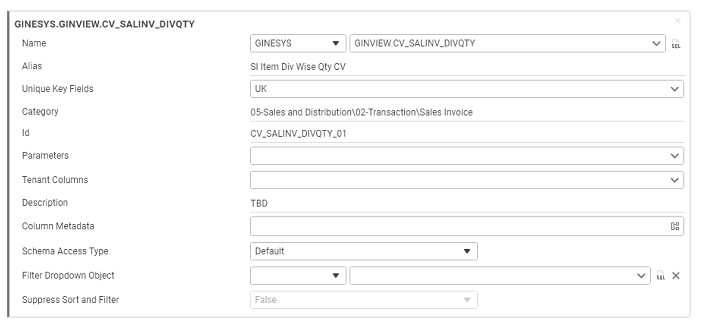 GINESYS.GINVIEW.CV_SALINV_DIVQTY
Name GINESYS GINVIEW.CV_SALINV_DIVQTY SQL
Alias SI Item Div Wise Qty CV
Unique Key Fields UK
Category 05-Sales and Distribution\02-Transaction\Sales Invoice
Id CV_SALINV_DIVQTY_01
Parameters
Tenant Columns
Description TBD
Column Metadata
Schema Access Type Default
Filter Dropdown Object SQL
Suppress Sort and Filter False